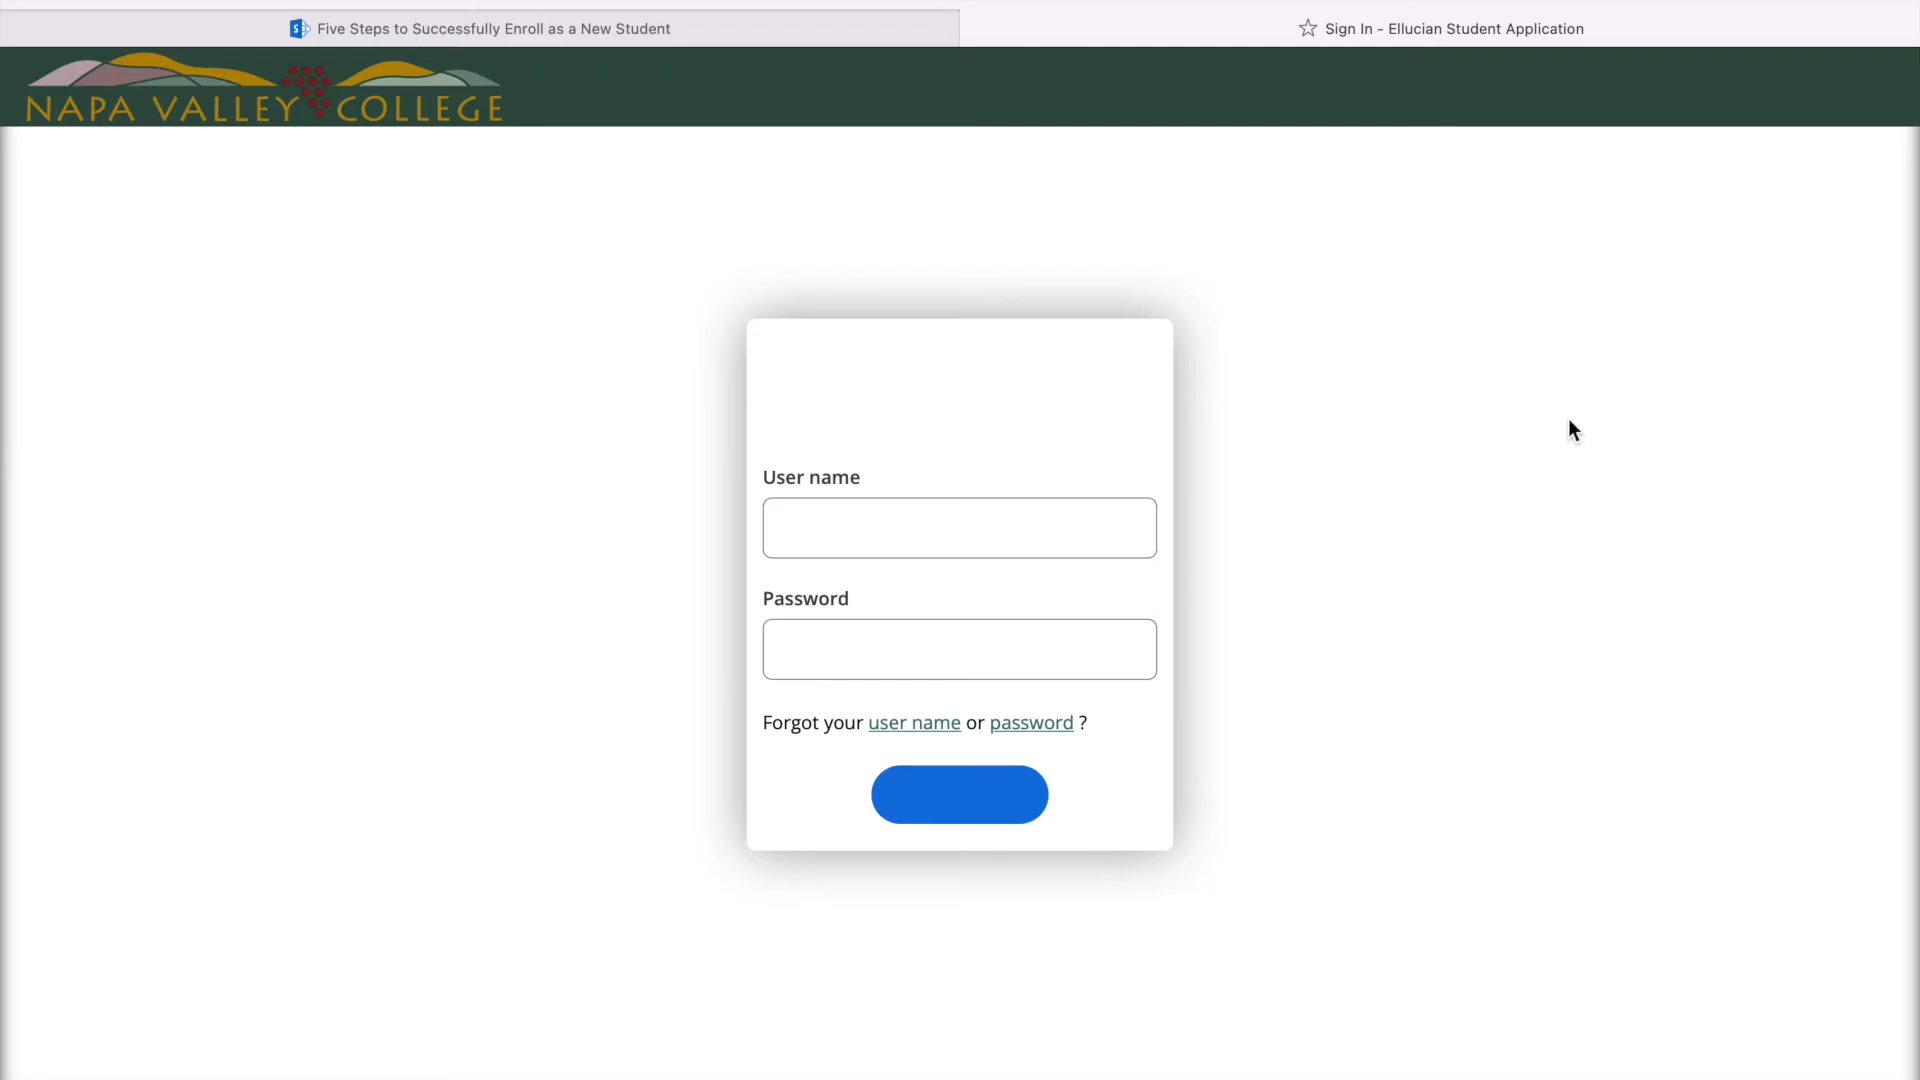 Five Steps to Successfully Enroll as a New Student
Sign In - Ellucian Student Application
NAPA VALLEY COLLEGE
User name
Password
Forgot your user name or password ?